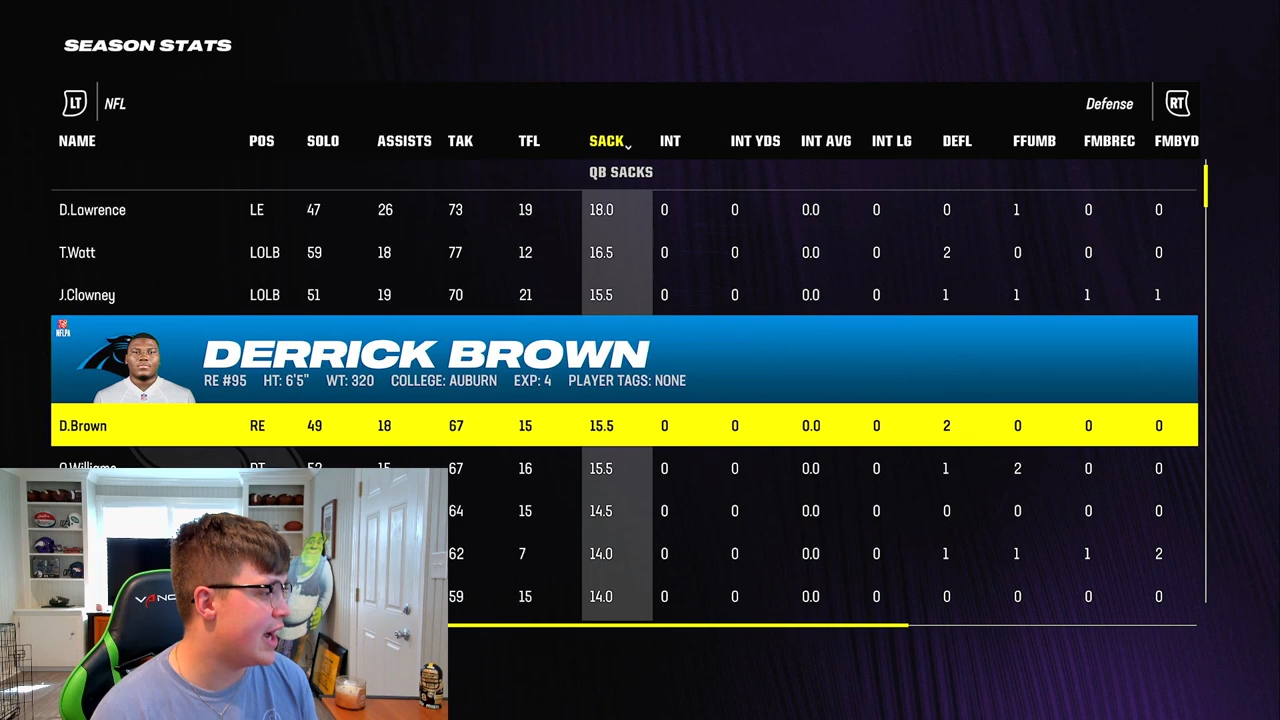 SEASON STATS
LT NFL Defense RT
NAME POS SOLO ASSISTS TAK TFL SACK INT INT YDS INT AVG INT LG DEFL FFUMB FMBREC FMBYD
QB SACKS
D.Lawrence LE 47 26 73 19 18.0 0 0 0.0 0 0 1 0 0
T.Watt LOLB 59 18 77 12 16.5 0 0 0.0 0 2 0 0 0
J.Clowney LOLB 51 19 70 21 15.5 0 0 0.0 0 1 1 1 1
NFLPA
DERRICK BROWN
RE #95 HT: 6'5" WT: 320 COLLEGE: AUBURN EXP: 4 PLAYER TAGS: NONE
D.Brown RE 49 18 67 15 15.5 0 0 0.0 0 2 0 0 0
67 16 15.5 0 0 0.0 0 1 2 0 0
64 15 14.5 0 0 0.0 0 0 0 0 0
62 7 14.0 0 0 0.0 0 1 1 1 2
59 15 14.0 0 0 0.0 0 0 0 0 0